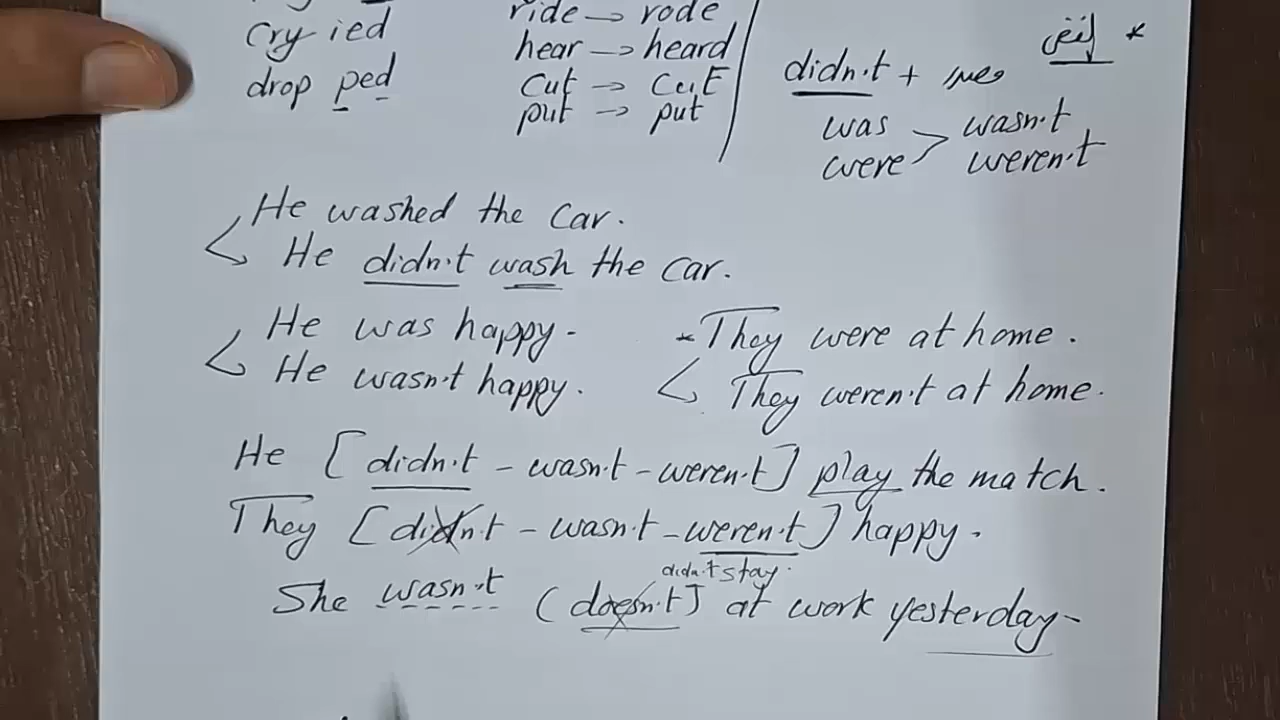 ride → rode
cry ied
hear → heard
drop ped
cut → cut
put → put
* النفي
didn't + مصدر
was
were > wasn't
weren't
He washed the car.
He didn't wash the car.
He was happy.
He wasn't happy.
* They were at home.
They weren't at home.
He [didn't - wasn't - weren't] play the match.
They [didn't - wasn't - weren't] happy.
didn't stay.
She wasn't (doesn't) at work yesterday